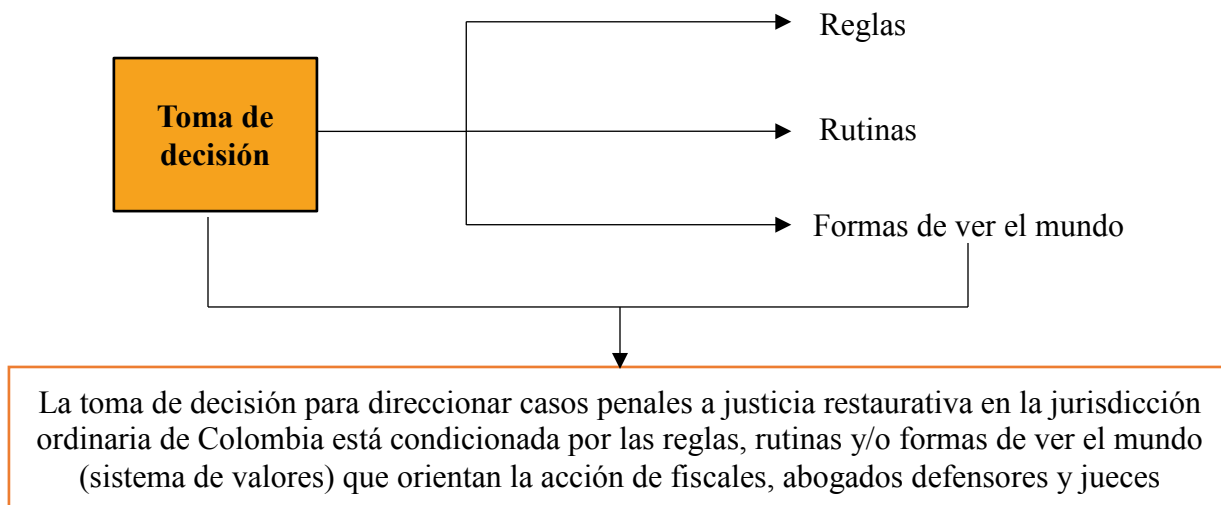 Reglas
Toma de
decisión
Rutinas
Formas de ver el mundo
La toma de decisión para direccionar casos penales a justicia restaurativa en la jurisdicción
ordinaria de Colombia está condicionada por las reglas, rutinas y/o formas de ver el mundo
(sistema de valores) que orientan la acción de fiscales, abogados defensores y jueces